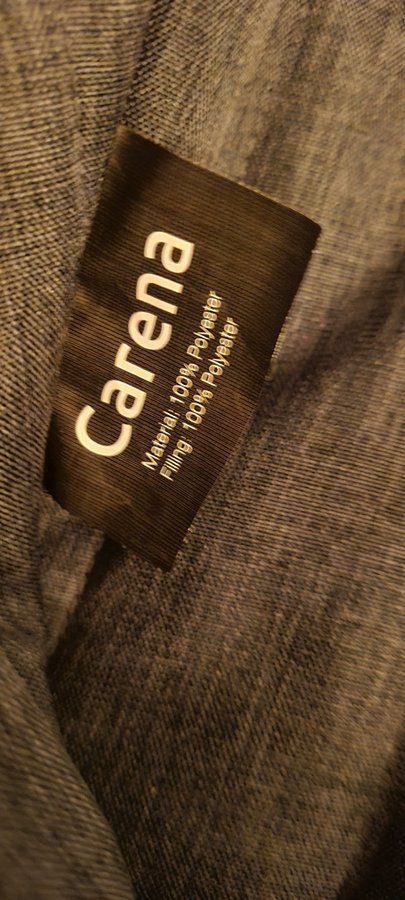 Carena
Material: 100% Polyester
Filling: 100% Polyester